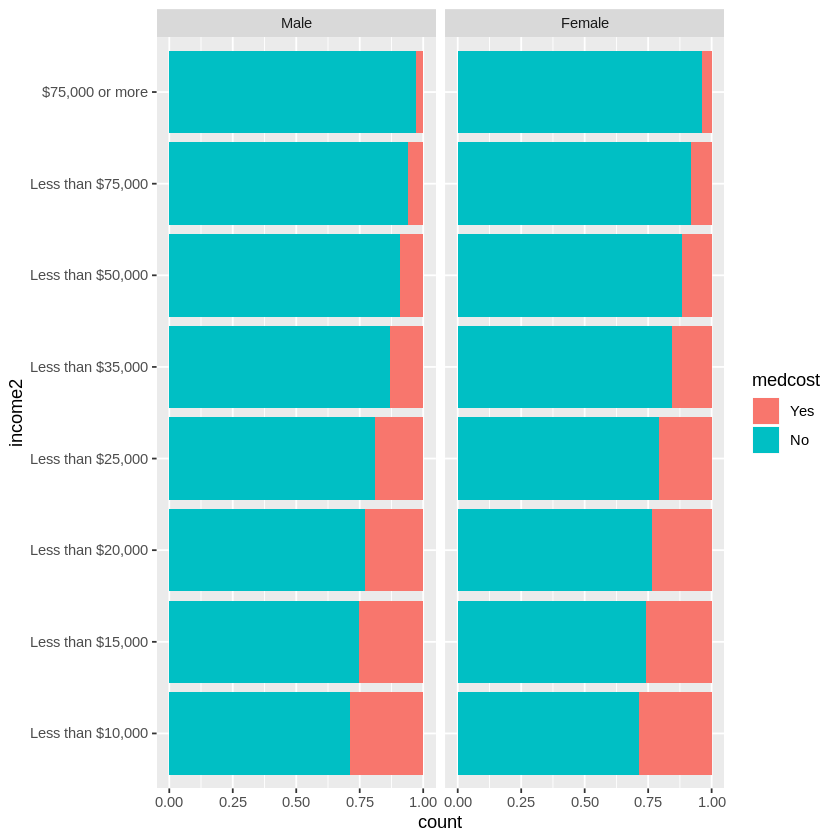 Male
Female
$75,000 or more
Less than $75,000
Less than $50,000
Less than $35,000
Less than $25,000
Less than $20,000
Less than $15,000
Less than $10,000
income2
0.00 0.25 0.50 0.75 1.00
0.00 0.25 0.50 0.75 1.00
count
medcost
Yes
No